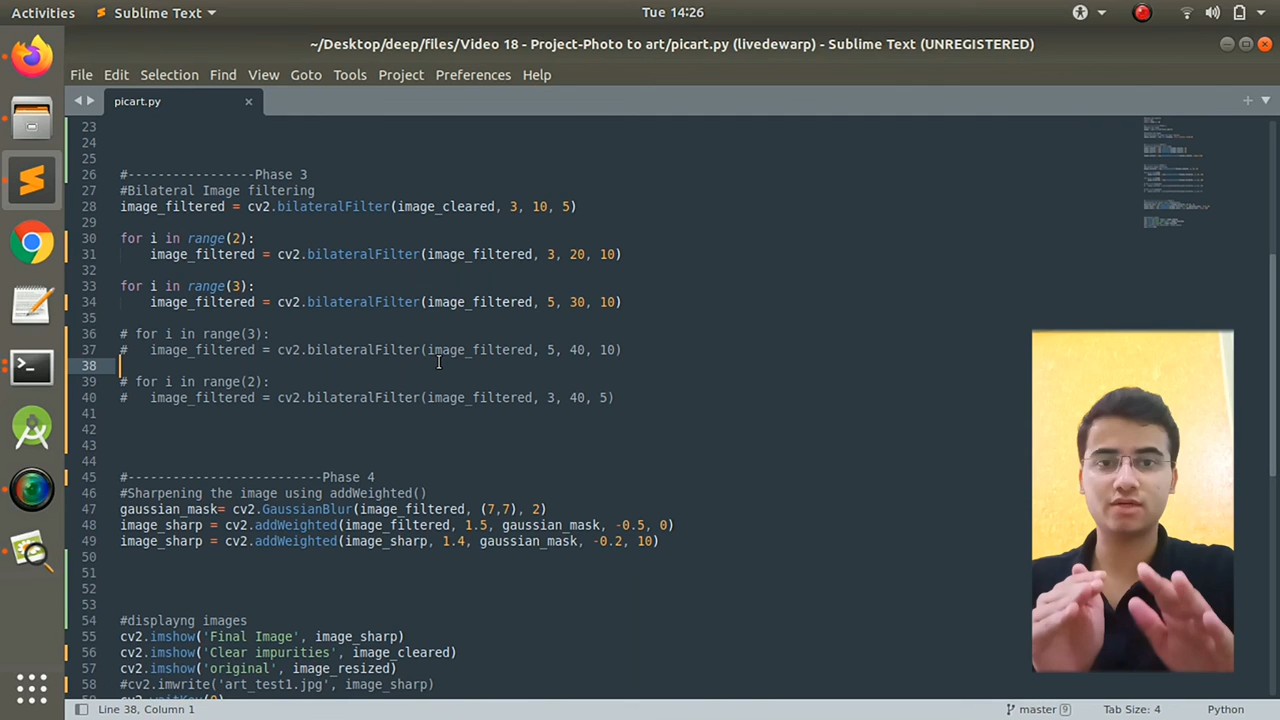 Activities
Sublime Text
Tue 14:26
~/Desktop/deep/files/Video 18 - Project-Photo to art/picart.py (livedewarp) - Sublime Text (UNREGISTERED)
File Edit Selection Find View Goto Tools Project Preferences Help
picart.py
23
24
25
26 #-----------------Phase 3
27 #Bilateral Image filtering
28 image_filtered = cv2.bilateralFilter(image_cleared, 3, 10, 5)
29
30 for i in range(2):
31     image_filtered = cv2.bilateralFilter(image_filtered, 3, 20, 10)
32
33 for i in range(3):
34     image_filtered = cv2.bilateralFilter(image_filtered, 5, 30, 10)
35
36 # for i in range(3):
37 #   image_filtered = cv2.bilateralFilter(image_filtered, 5, 40, 10)
38
39 # for i in range(2):
40 #   image_filtered = cv2.bilateralFilter(image_filtered, 3, 40, 5)
41
42
43
44
45 #--------------------------Phase 4
46 #Sharpening the image using addWeighted()
47 gaussian_mask= cv2.GaussianBlur(image_filtered, (7,7), 2)
48 image_sharp = cv2.addWeighted(image_filtered, 1.5, gaussian_mask, -0.5, 0)
49 image_sharp = cv2.addWeighted(image_sharp, 1.4, gaussian_mask, -0.2, 10)
50
51
52
53
54 #displayng images
55 cv2.imshow('Final Image', image_sharp)
56 cv2.imshow('Clear impurities', image_cleared)
57 cv2.imshow('original', image_resized)
58 #cv2.imwrite('art_test1.jpg', image_sharp)
Line 38, Column 1
master 9
Tab Size: 4
Python